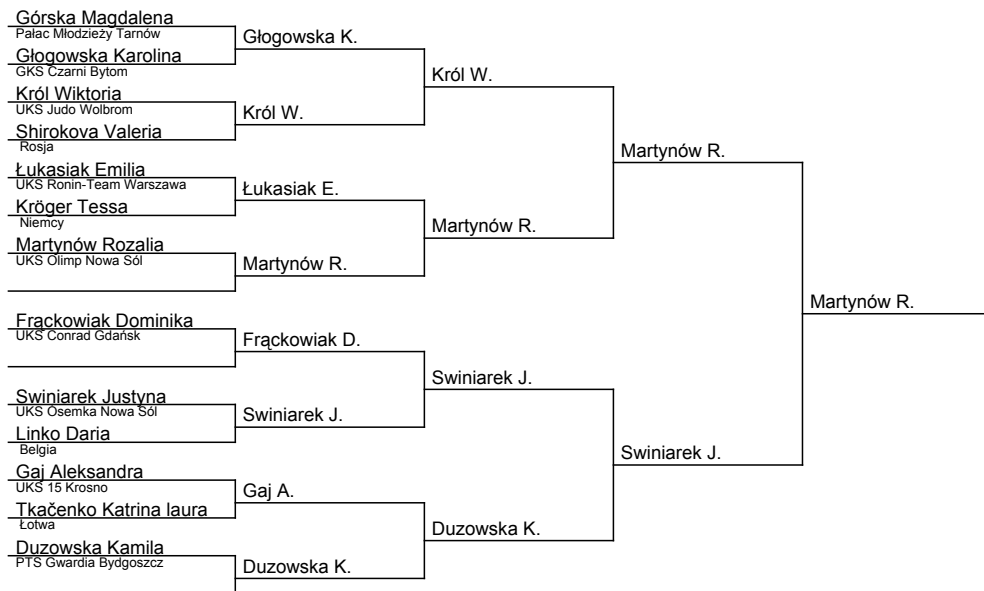 Górska Magdalena
Pałac Młodzieży Tarnów
Głogowska K.
Głogowska Karolina
GKS Czarni Bytom
Król W.
Król Wiktoria
UKS Judo Wolbrom
Król W.
Shirokova Valeria
Rosja
Martynów R.
Łukasiak Emilia
UKS Ronin-Team Warszawa
Łukasiak E.
Kröger Tessa
Niemcy
Martynów R.
Martynów Rozalia
UKS Olimp Nowa Sól
Martynów R.
Martynów R.
Frąckowiak Dominika
UKS Conrad Gdańsk
Frąckowiak D.
Swiniarek J.
Swiniarek Justyna
UKS Ósemka Nowa Sól
Swiniarek J.
Linko Daria
Belgia
Swiniarek J.
Gaj Aleksandra
UKS 15 Krosno
Gaj A.
Tkačenko Katrina laura
Łotwa
Duzowska K.
Duzowska Kamila
PTS Gwardia Bydgoszcz
Duzowska K.